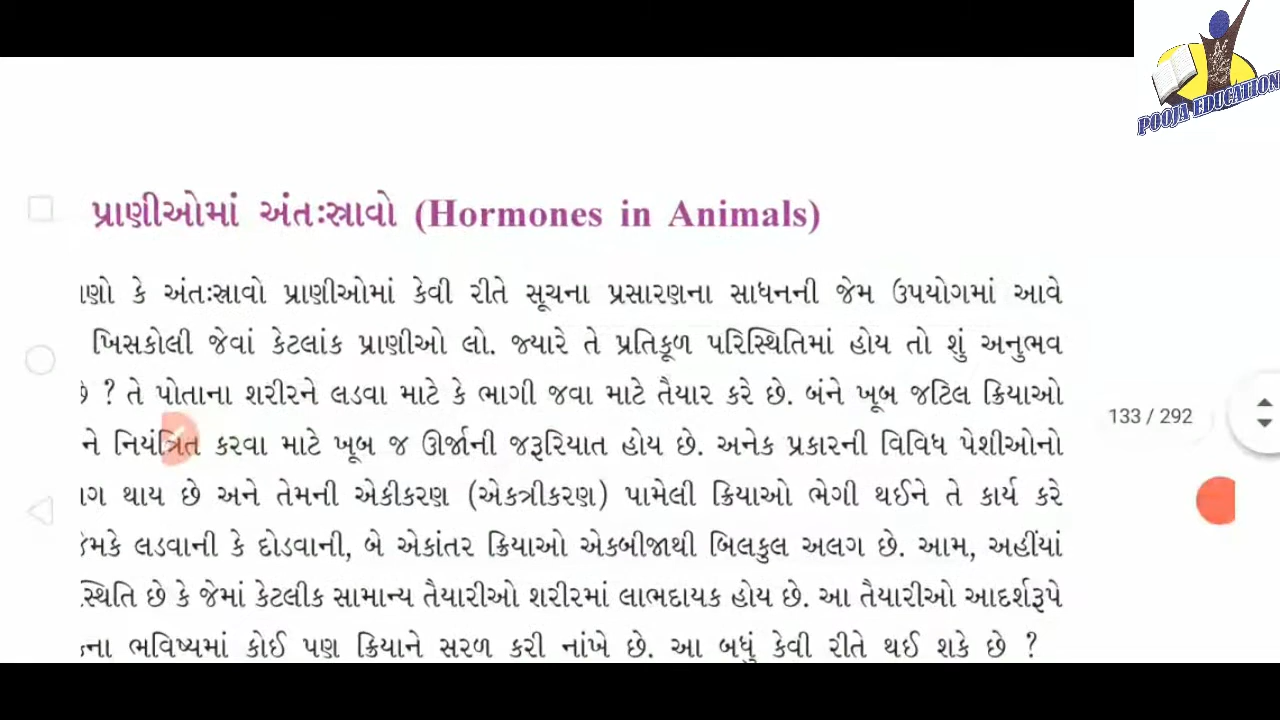 POOJA EDUCATION
પ્રાણીઓમાં અંતઃસ્રાવો (Hormones in Animals)
કે અંતઃસ્રાવો પ્રાણીઓમાં કેવી રીતે સૂચના પ્રસારણના સાધનની જેમ ઉપયોગમાં આવે
ખિસકોલી જેવાં કેટલાંક પ્રાણીઓ લો. જ્યારે તે પ્રતિકૂળ પરિસ્થિતિમાં હોય તો શું અનુભવ
? તે પોતાના શરીરને લડવા માટે કે ભાગી જવા માટે તૈયાર કરે છે. બંને ખૂબ જટિલ ક્રિયાઓ
ને નિયંત્રિત કરવા માટે ખૂબ જ ઊર્જાની જરૂરિયાત હોય છે. અનેક પ્રકારની વિવિધ પેશીઓનો
થાય છે અને તેમની એકીકરણ (એકત્રીકરણ) પામેલી ક્રિયાઓ ભેગી થઈને તે કાર્ય કરે
લડવાની કે દોડવાની, બે એકાંતર ક્રિયાઓ એકબીજાથી બિલકુલ અલગ છે. આમ, અહીંયાં
છે કે જેમાં કેટલીક સામાન્ય તૈયારીઓ શરીરમાં લાભદાયક હોય છે. આ તૈયારીઓ આદર્શરૂપે
ભવિષ્યમાં કોઈ પણ ક્રિયાને સરળ કરી નાંખે છે. આ બધું કેવી રીતે થઈ શકે છે ?
133 / 292